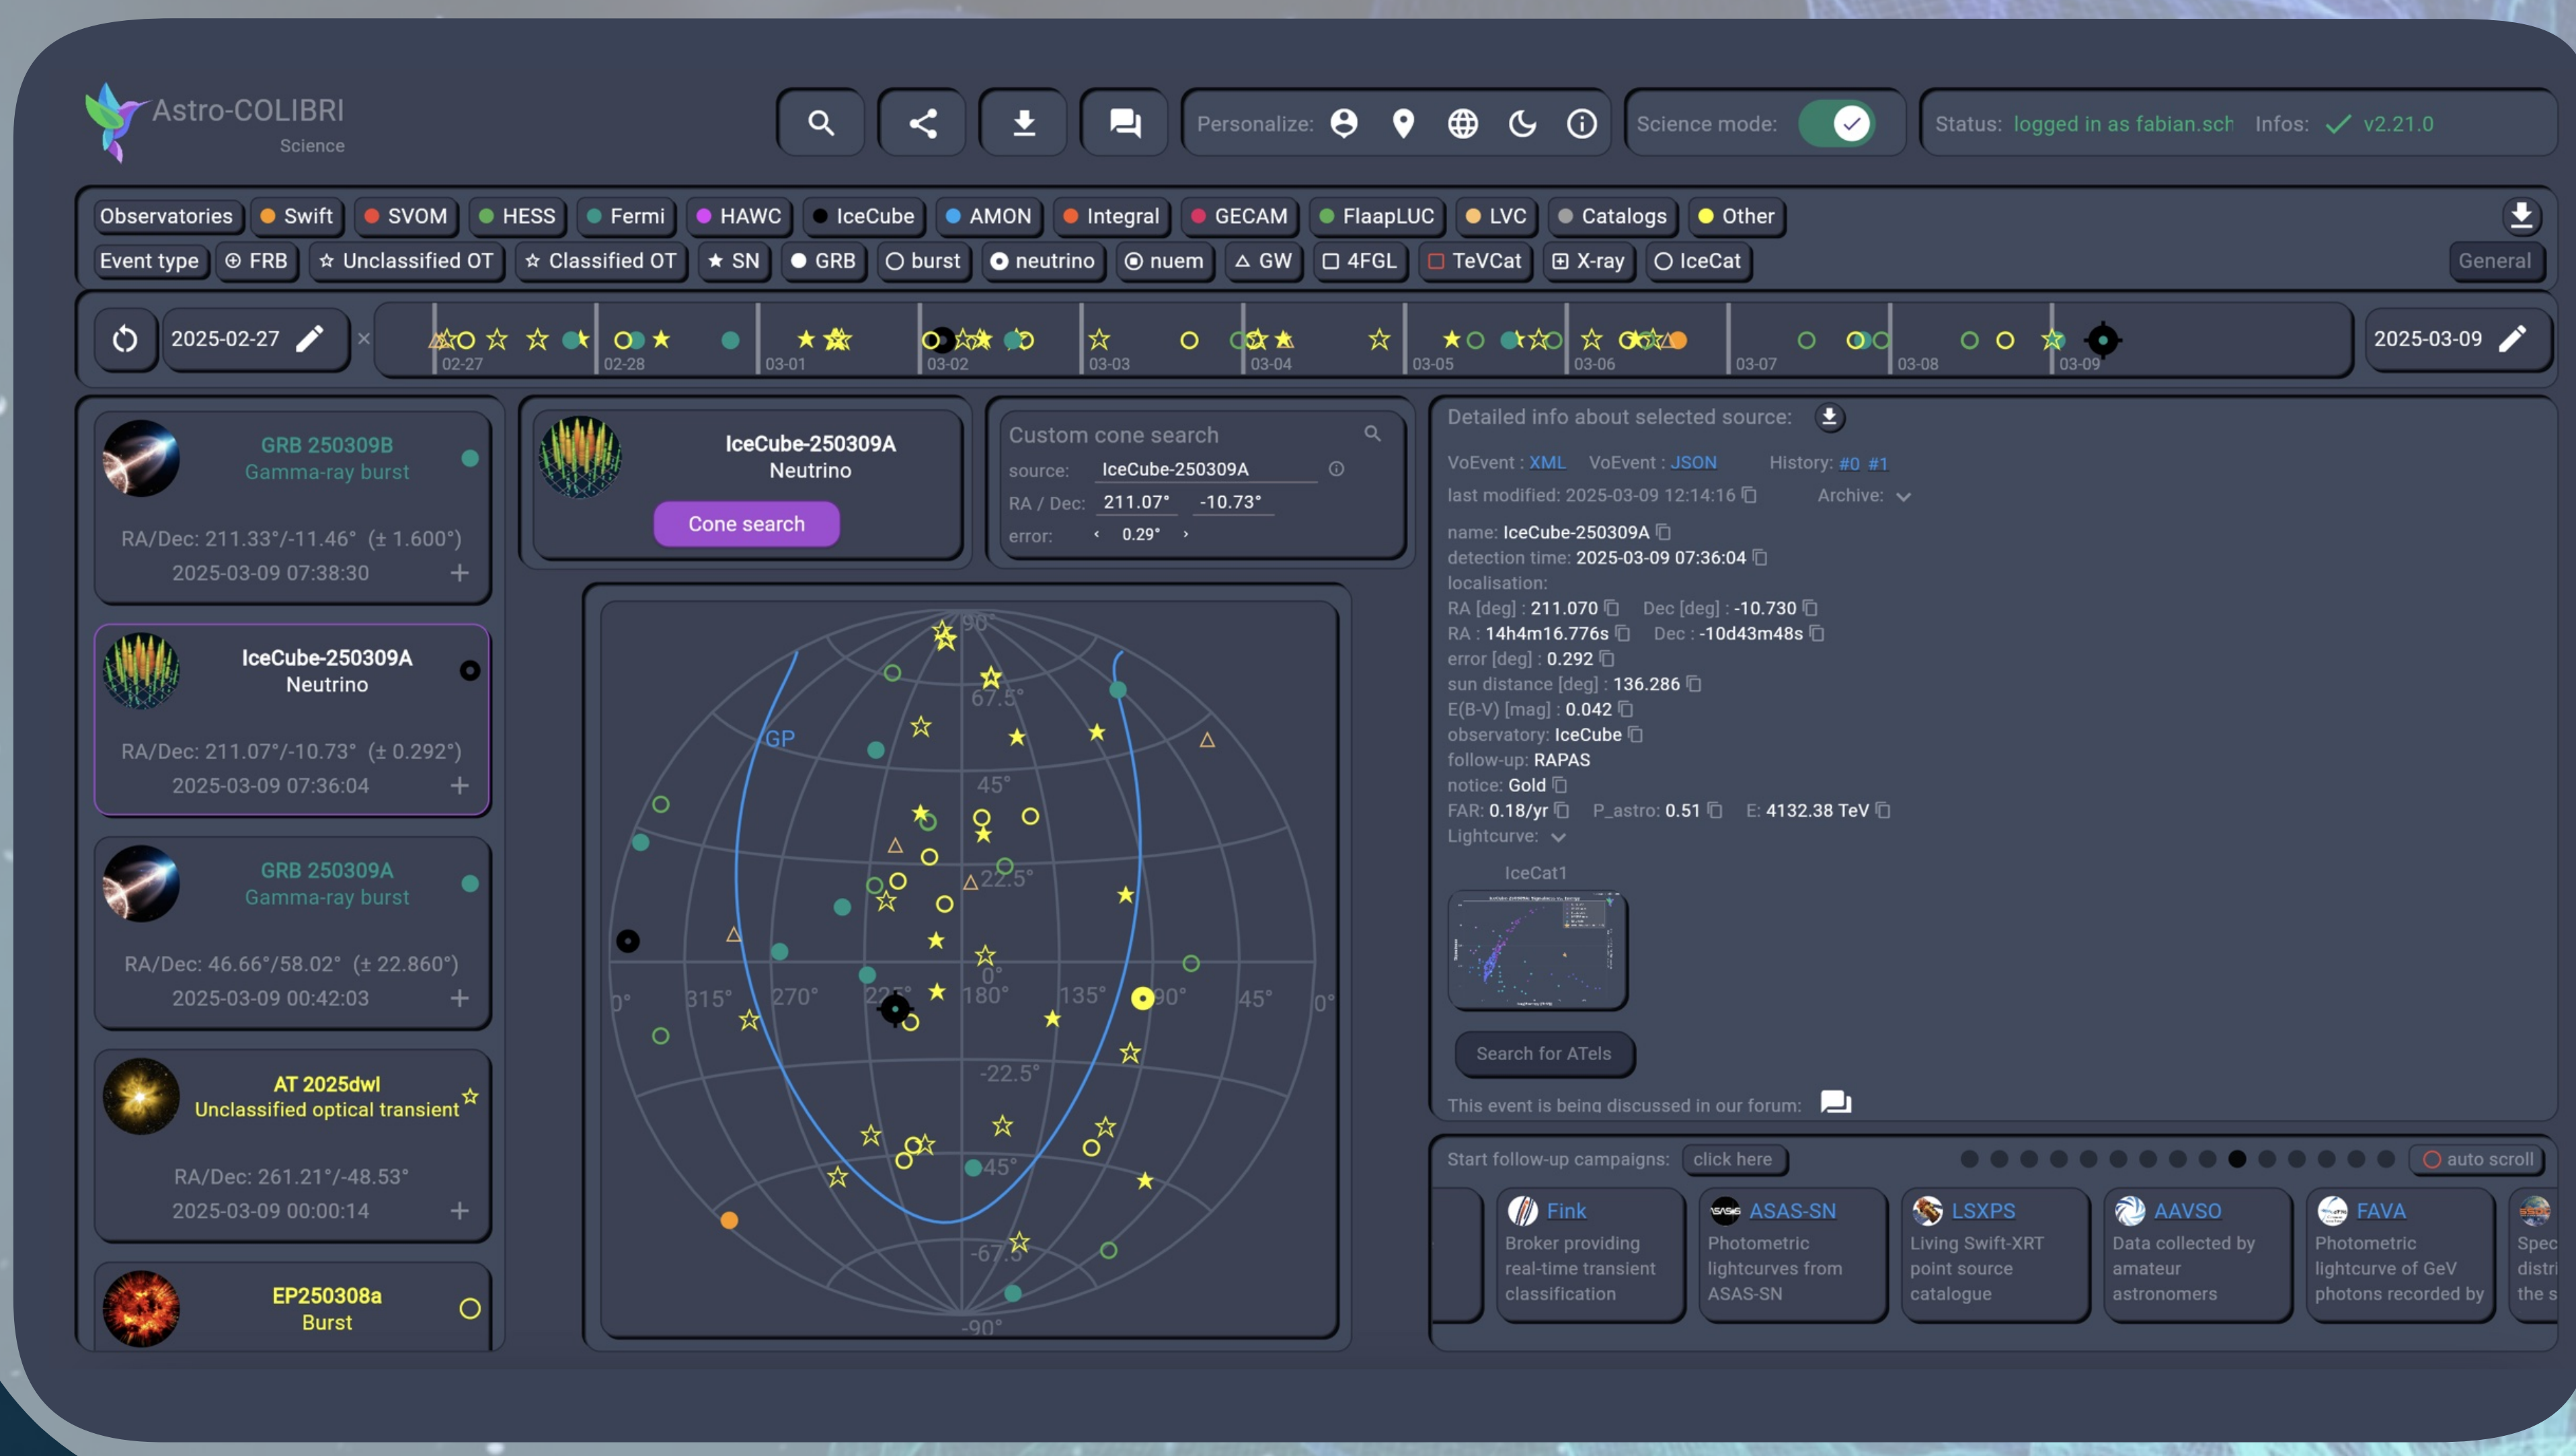 Astro-COLIBRI
Science
Personalize:
Science mode:
Status: logged in as fabian.sch Infos: v2.21.0
Observatories Swift SVOM HESS Fermi HAWC IceCube AMON Integral GECAM FlaapLUC LVC Catalogs Other
Event type FRB Unclassified OT Classified OT SN GRB burst neutrino nuem GW 4FGL TeVCat X-ray IceCat General
2025-02-27 × 02-27 02-28 03-01 03-02 03-03 03-04 03-05 03-06 03-07 03-08 03-09 2025-03-09
GRB 250309B
Gamma-ray burst
RA/Dec: 211.33°/-11.46° (± 1.600°)
2025-03-09 07:38:30 +
IceCube-250309A
Neutrino
RA/Dec: 211.07°/-10.73° (± 0.292°)
2025-03-09 07:36:04 +
GRB 250309A
Gamma-ray burst
RA/Dec: 46.66°/58.02° (± 22.860°)
2025-03-09 00:42:03 +
AT 2025dwl
Unclassified optical transient
RA/Dec: 261.21°/-48.53°
2025-03-09 00:00:14 +
EP250308a
Burst
IceCube-250309A
Neutrino
Cone search
Custom cone search
source: IceCube-250309A
RA / Dec: 211.07° -10.73°
error: ‹ 0.29° ›
90°
67.5°
GP
45°
22.5°
0°
0° 315° 270° 225° 180° 135° 90° 45° 0°
-22.5°
-45°
-67.5°
-90°
Detailed info about selected source:
VoEvent : XML VoEvent : JSON History: #0 #1
last modified: 2025-03-09 12:14:16 Archive:
name: IceCube-250309A
detection time: 2025-03-09 07:36:04
localisation:
RA [deg] : 211.070 Dec [deg] : -10.730
RA : 14h4m16.776s Dec : -10d43m48s
error [deg] : 0.292
sun distance [deg] : 136.286
E(B-V) [mag] : 0.042
observatory: IceCube
follow-up: RAPAS
notice: Gold
FAR: 0.18/yr P_astro: 0.51 E: 4132.38 TeV
Lightcurve:
IceCat1
Search for ATels
This event is being discussed in our forum:
Start follow-up campaigns: click here auto scroll
Fink
Broker providing
real-time transient
classification
ASAS-SN
Photometric
lightcurves from
ASAS-SN
LSXPS
Living Swift-XRT
point source
catalogue
AAVSO
Data collected by
amateur
astronomers
FAVA
Photometric
lightcurve of GeV
photons recorded by
Spec
distri
the s